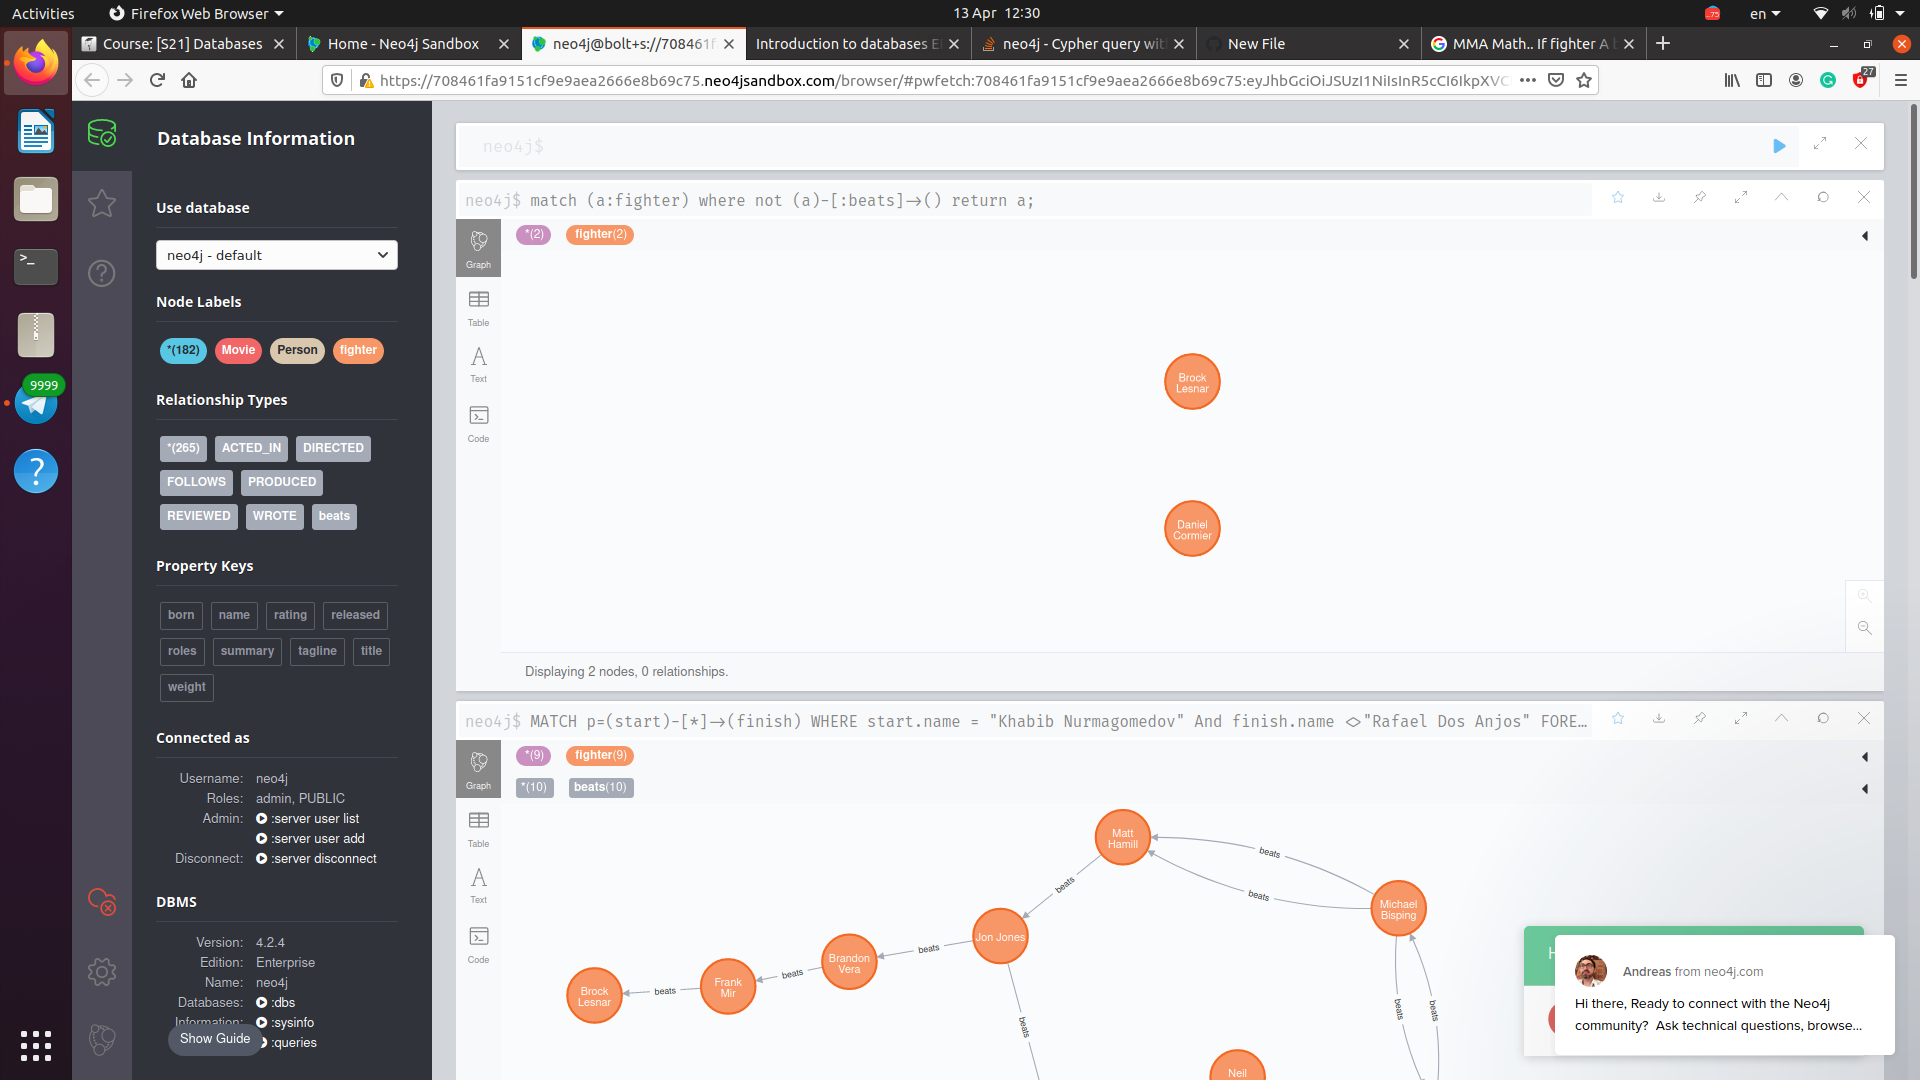 Activities
Firefox Web Browser
13 Apr 12:30
en
Course: [S21] Databases
Home - Neo4j Sandbox
neo4j@bolt+s://708461f
Introduction to databases
neo4j - Cypher query wit
New File
MMA Math.. If fighter A b
https://708461fa9151cf9e9aea2666e8b69c75.neo4jsandbox.com/browser/#pwfetch:708461fa9151cf9e9aea2666e8b69c75:eyJhbGciOiJSUzI1NiIsInR5cCI6IkpXVC
27
9999
Database Information
Use database
neo4j - default
Node Labels
*(182) Movie Person fighter
Relationship Types
*(265) ACTED_IN DIRECTED
FOLLOWS PRODUCED
REVIEWED WROTE beats
Property Keys
born name rating released
roles summary tagline title
weight
Connected as
Username: neo4j
Roles: admin, PUBLIC
Admin: :server user list
:server user add
Disconnect: :server disconnect
DBMS
Version: 4.2.4
Edition: Enterprise
Name: neo4j
Databases: :dbs
Information: :sysinfo
:queries
Show Guide
neo4j$
neo4j$ match (a:fighter) where not (a)-[:beats]->() return a;
*(2) fighter(2)
Graph
Table
Text
Code
Brock
Lesnar
Daniel
Cormier
Displaying 2 nodes, 0 relationships.
neo4j$ MATCH p=(start)-[*]->(finish) WHERE start.name = "Khabib Nurmagomedov" And finish.name <>"Rafael Dos Anjos" FORE…
*(9) fighter(9)
*(10) beats(10)
Graph
Table
Text
Code
Matt
Hamill
beats
beats
beats
Michael
Bisping
Jon Jones
beats
Brandon
Vera
beats
Frank
Mir
beats
Brock
Lesnar
beats
beats
beats
Neil
Andreas from neo4j.com
Hi there, Ready to connect with the Neo4j
community? Ask technical questions, browse...